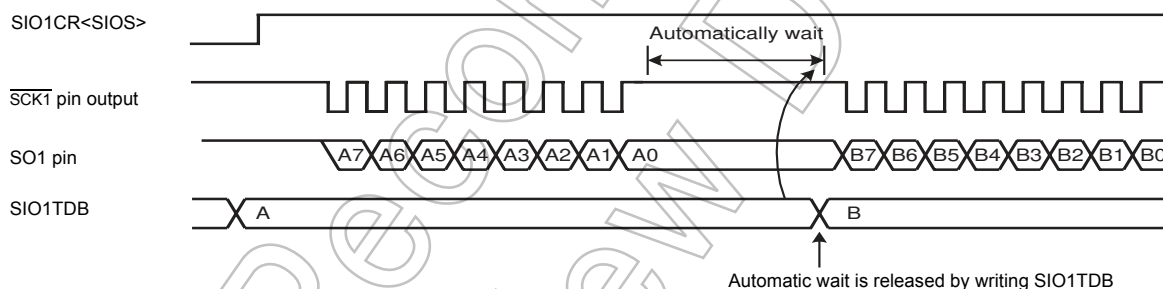 SIO1CR<SIOS>
Automatically wait
SCK1 pin output
SO1 pin
A7 A6 A5 A4 A3 A2 A1 A0 B7 B6 B5 B4 B3 B2 B1 B0
SIO1TDB
A B
Automatic wait is released by writing SIO1TDB